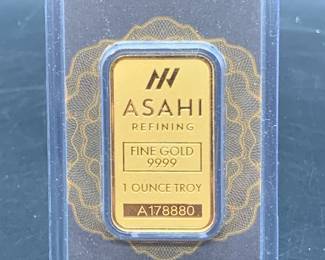 ASAHI
REFINING
FINE GOLD
9999
1 OUNCE TROY
A178880